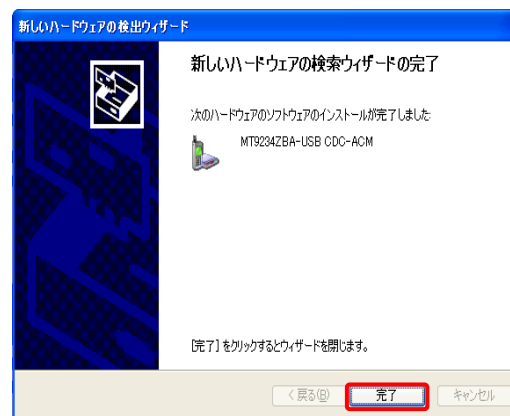 新しいハードウェアの検出ウィザード
新しいハードウェアの検索ウィザードの完了
次のハードウェアのソフトウェアのインストールが完了しました:
MT9234ZBA-USB CDC-ACM
[完了] をクリックするとウィザードを閉じます。
< 戻る(B)
完了
キャンセル